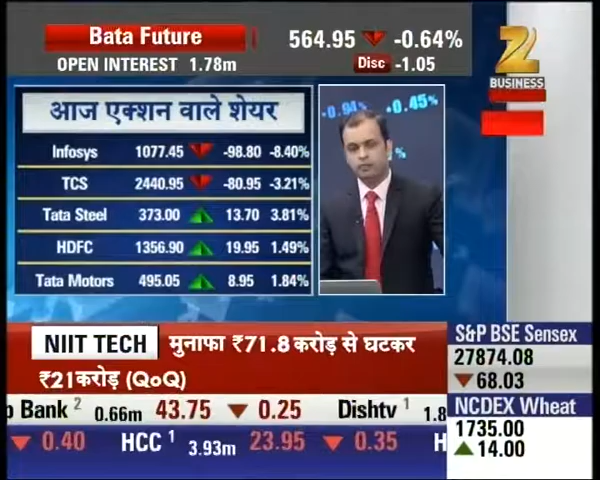 Bata Future
564.95 -0.64%
OPEN INTEREST 1.78m
Disc -1.05
Z
BUSINESS
आज एक्शन वाले शेयर
-0.94% -0.45%
%
Infosys 1077.45 -98.80 -8.40%
TCS 2440.95 -80.95 -3.21%
Tata Steel 373.00 13.70 3.81%
HDFC 1356.90 19.95 1.49%
Tata Motors 495.05 8.95 1.84%
NIIT TECH मुनाफा ₹71.8 करोड़ से घटकर
₹21करोड़ (QoQ)
S&P BSE Sensex
27874.08
68.03
NCDEX Wheat
1735.00
14.00
Bank 2 0.66m 43.75 0.25 Dishtv 1 1.8
0.40 HCC 1 3.93m 23.95 0.35 H